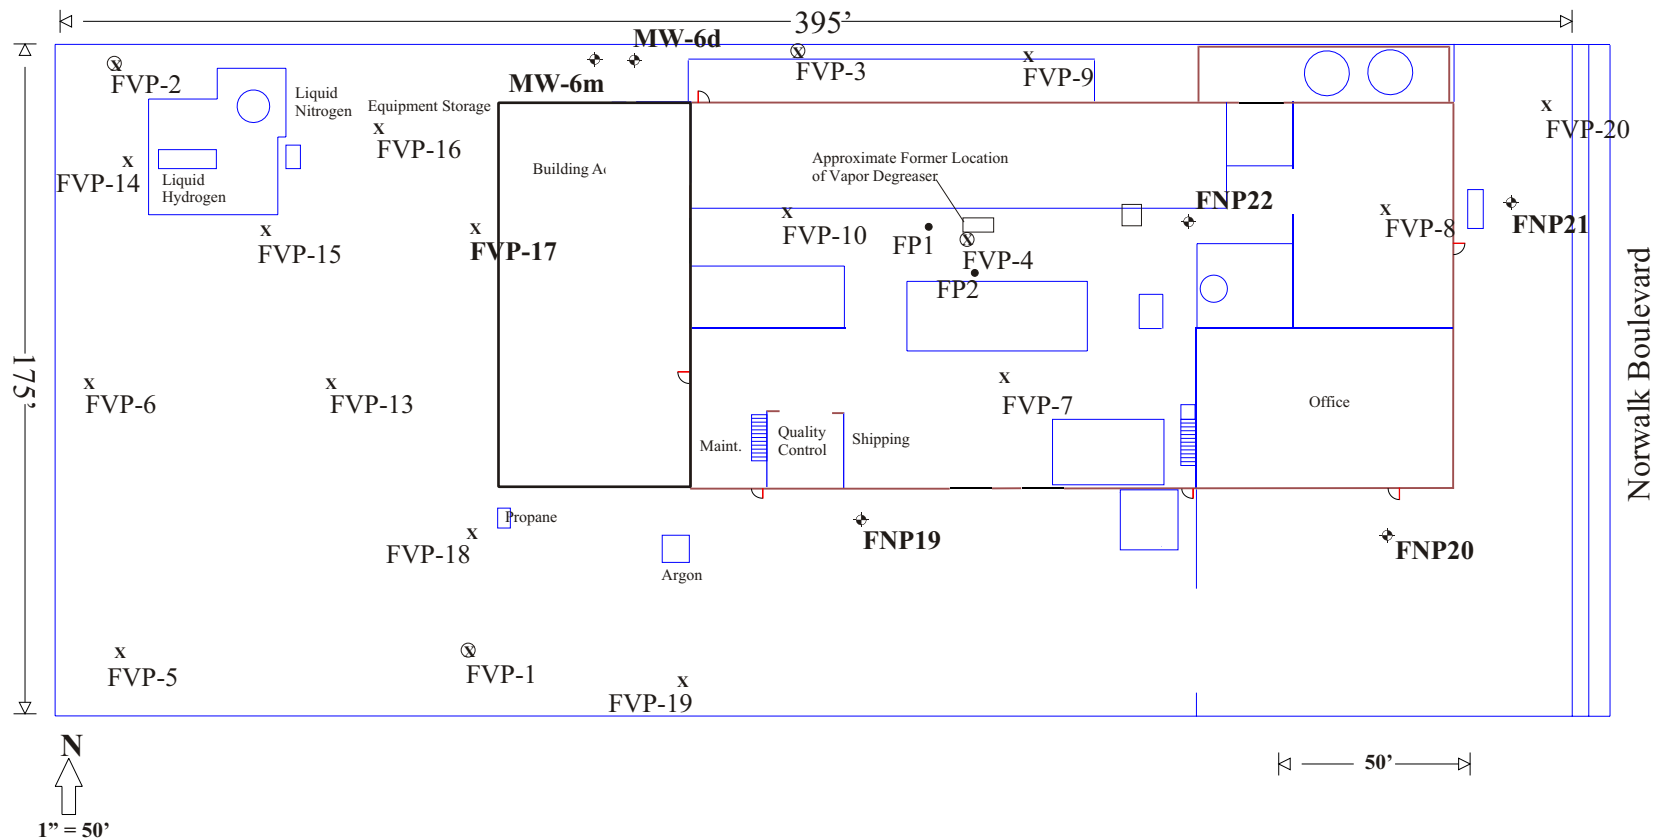 395’
MW-6d
FVP-2
MW-6m
FVP-3
FVP-9
Liquid
Nitrogen
Equipment Storage
FVP-20
FVP-16
Building Ac
Approximate Former Location
of Vapor Degreaser
FVP-14
Liquid
Hydrogen
FVP-15
FVP-17
FVP-10
FP1
FVP-4
FP2
FNP22
FVP-8
FNP21
Norwalk Boulevard
175’
FVP-6
FVP-13
FVP-7
Office
Maint.
Quality
Control
Shipping
Propane
FVP-18
Argon
FNP19
FNP20
FVP-5
FVP-1
FVP-19
N
1” = 50’
50’